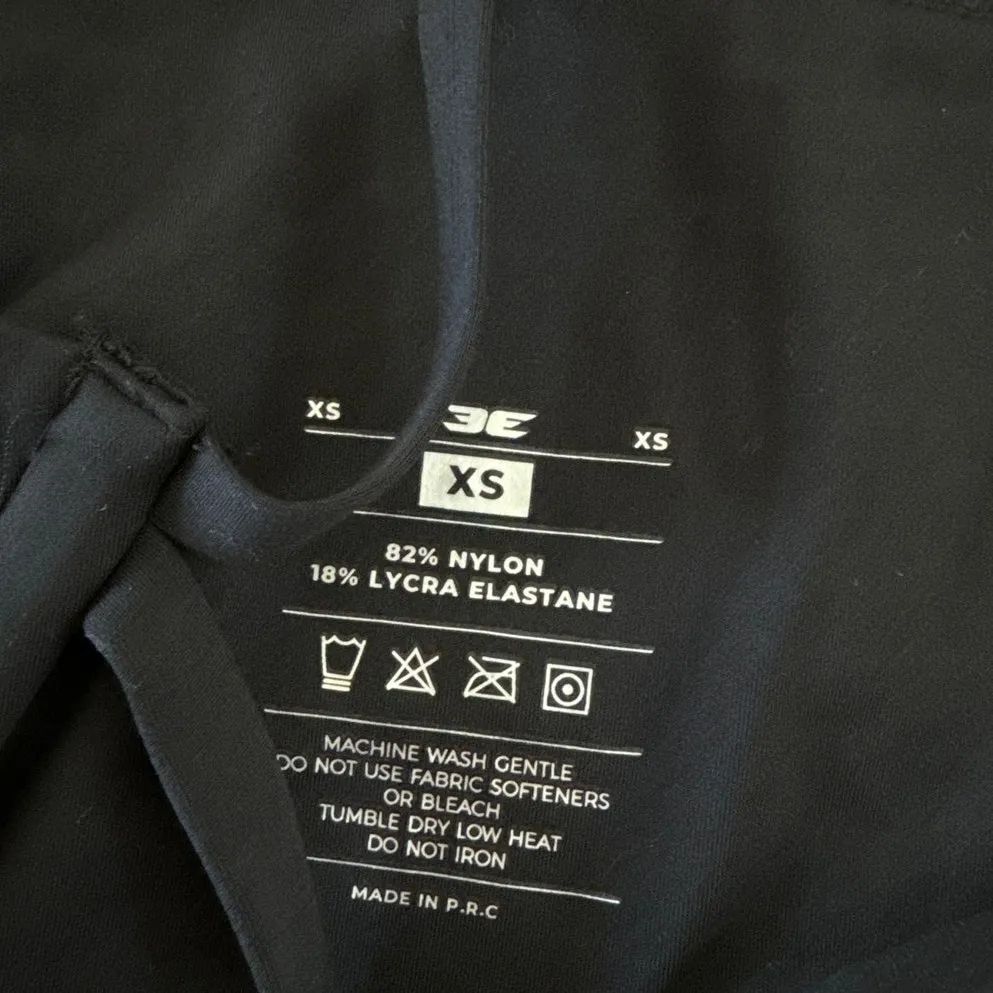 XS
XS
XS
82% NYLON
18% LYCRA ELASTANE
MACHINE WASH GENTLE
DO NOT USE FABRIC SOFTENERS
OR BLEACH
TUMBLE DRY LOW HEAT
DO NOT IRON
MADE IN P.R.C